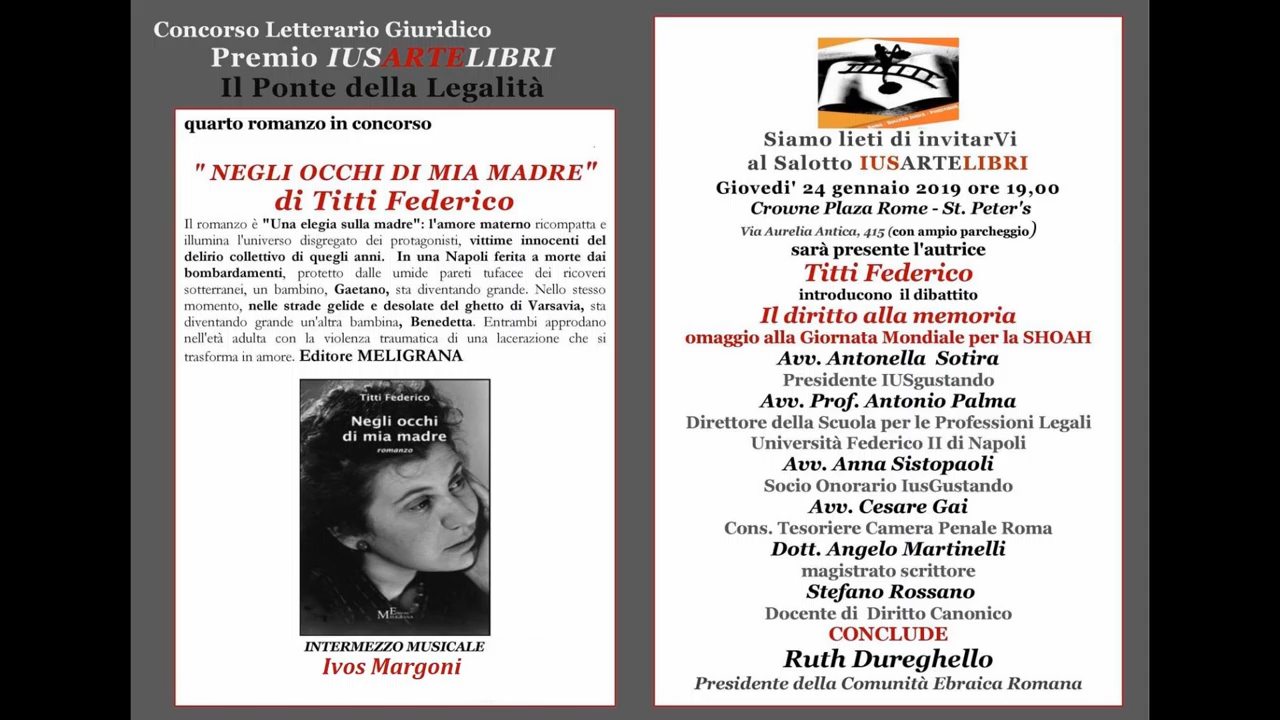 Concorso Letterario Giuridico
Premio IUSARTELIBRI
Il Ponte della Legalità
quarto romanzo in concorso
" NEGLI OCCHI DI MIA MADRE"
di Titti Federico
Il romanzo è "Una elegia sulla madre": l'amore materno ricompatta e
illumina l'universo disgregato dei protagonisti, vittime innocenti del
delirio collettivo di quegli anni. In una Napoli ferita a morte dai
bombardamenti, protetto dalle umide pareti tufacee dei ricoveri
sotterranei, un bambino, Gaetano, sta diventando grande. Nello stesso
momento, nelle strade gelide e desolate del ghetto di Varsavia, sta
diventando grande un'altra bambina, Benedetta. Entrambi approdano
nell'età adulta con la violenza traumatica di una lacerazione che si
trasforma in amore. Editore MELIGRANA
Titti Federico
Negli occhi
di mia madre
romanzo
INTERMEZZO MUSICALE
Ivos Margoni
Siamo lieti di invitarVi
al Salotto IUSARTELIBRI
Giovedi' 24 gennaio 2019 ore 19,00
Crowne Plaza Rome - St. Peter's
Via Aurelia Antica, 415 (con ampio parcheggio)
sarà presente l'autrice
Titti Federico
introducono il dibattito
Il diritto alla memoria
omaggio alla Giornata Mondiale per la SHOAH
Avv. Antonella Sotira
Presidente IUSgustando
Avv. Prof. Antonio Palma
Direttore della Scuola per le Professioni Legali
Università Federico II di Napoli
Avv. Anna Sistopaoli
Socio Onorario IusGustando
Avv. Cesare Gai
Cons. Tesoriere Camera Penale Roma
Dott. Angelo Martinelli
magistrato scrittore
Stefano Rossano
Docente di Diritto Canonico
CONCLUDE
Ruth Dureghello
Presidente della Comunità Ebraica Romana